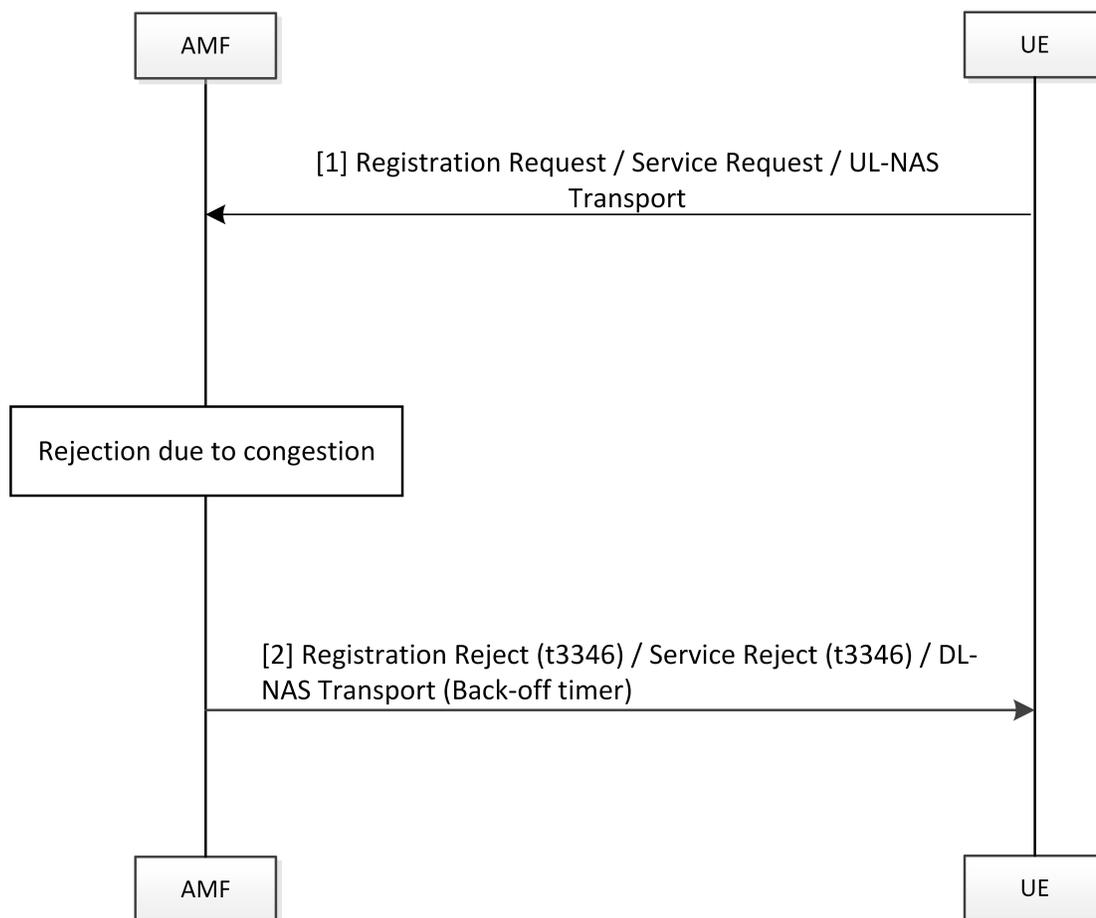 AMF
UE
[1] Registration Request / Service Request / UL-NAS
Transport
Rejection due to congestion
[2] Registration Reject (t3346) / Service Reject (t3346) / DL-
NAS Transport (Back-off timer)
AMF
UE